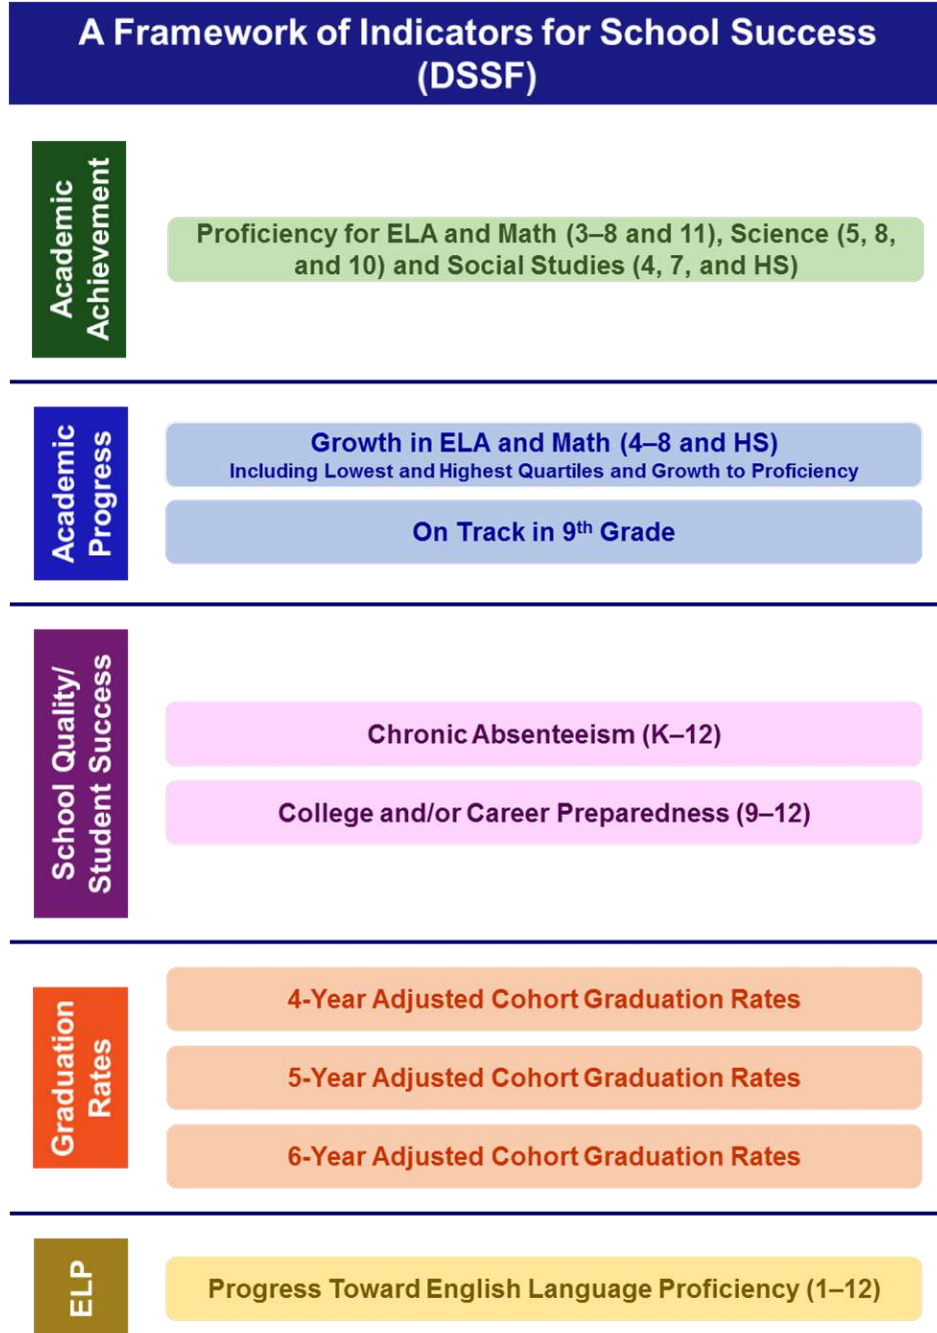 A Framework of Indicators for School Success
(DSSF)
Academic
Achievement
Proficiency for ELA and Math (3–8 and 11), Science (5, 8,
and 10) and Social Studies (4, 7, and HS)
Academic
Progress
Growth in ELA and Math (4–8 and HS)
Including Lowest and Highest Quartiles and Growth to Proficiency
On Track in 9th Grade
School Quality/
Student Success
Chronic Absenteeism (K–12)
College and/or Career Preparedness (9–12)
Graduation
Rates
4-Year Adjusted Cohort Graduation Rates
5-Year Adjusted Cohort Graduation Rates
6-Year Adjusted Cohort Graduation Rates
ELP
Progress Toward English Language Proficiency (1–12)